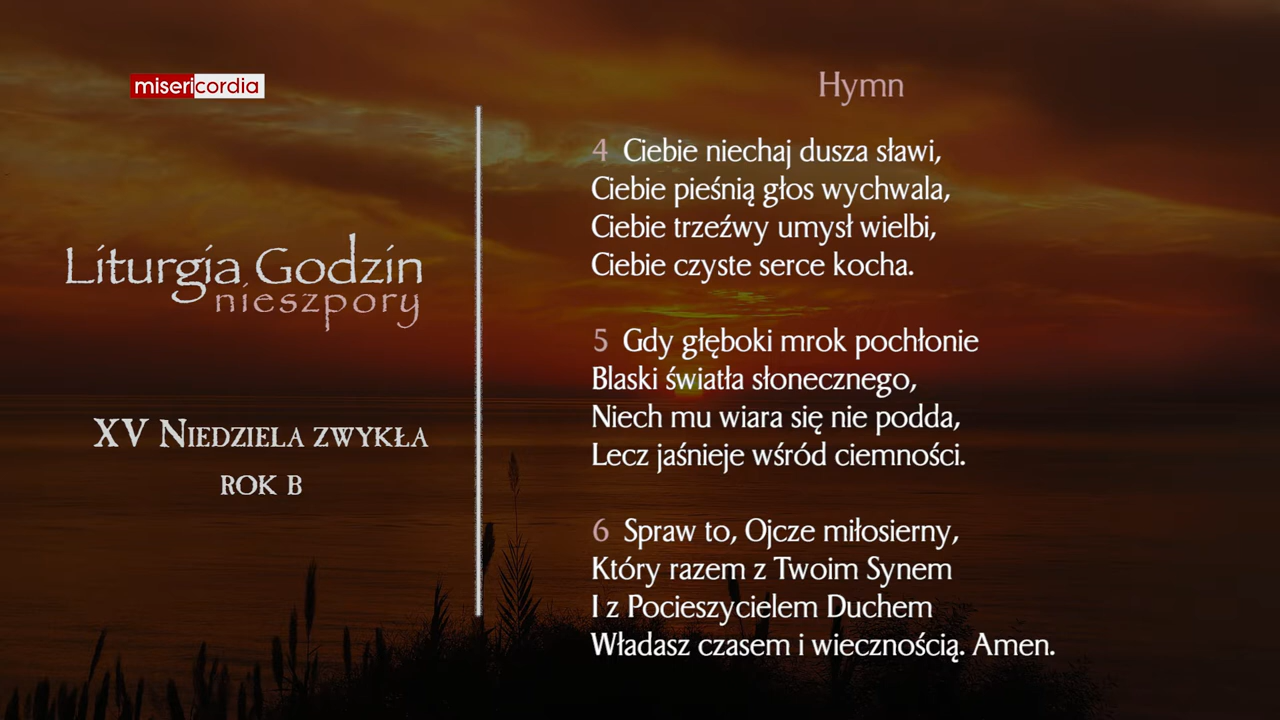 misericordia
Liturgia Godzin
nieszpory
XV Niedziela zwykła
rok B
Hymn
4 Ciebie niechaj dusza sławi,
Ciebie pieśnią głos wychwala,
Ciebie trzeźwy umysł wielbi,
Ciebie czyste serce kocha.
5 Gdy głęboki mrok pochłonie
Blaski światła słonecznego,
Niech mu wiara się nie podda,
Lecz jaśnieje wśród ciemności.
6 Spraw to, Ojcze miłosierny,
Który razem z Twoim Synem
I z Pocieszycielem Duchem
Władasz czasem i wiecznością. Amen.